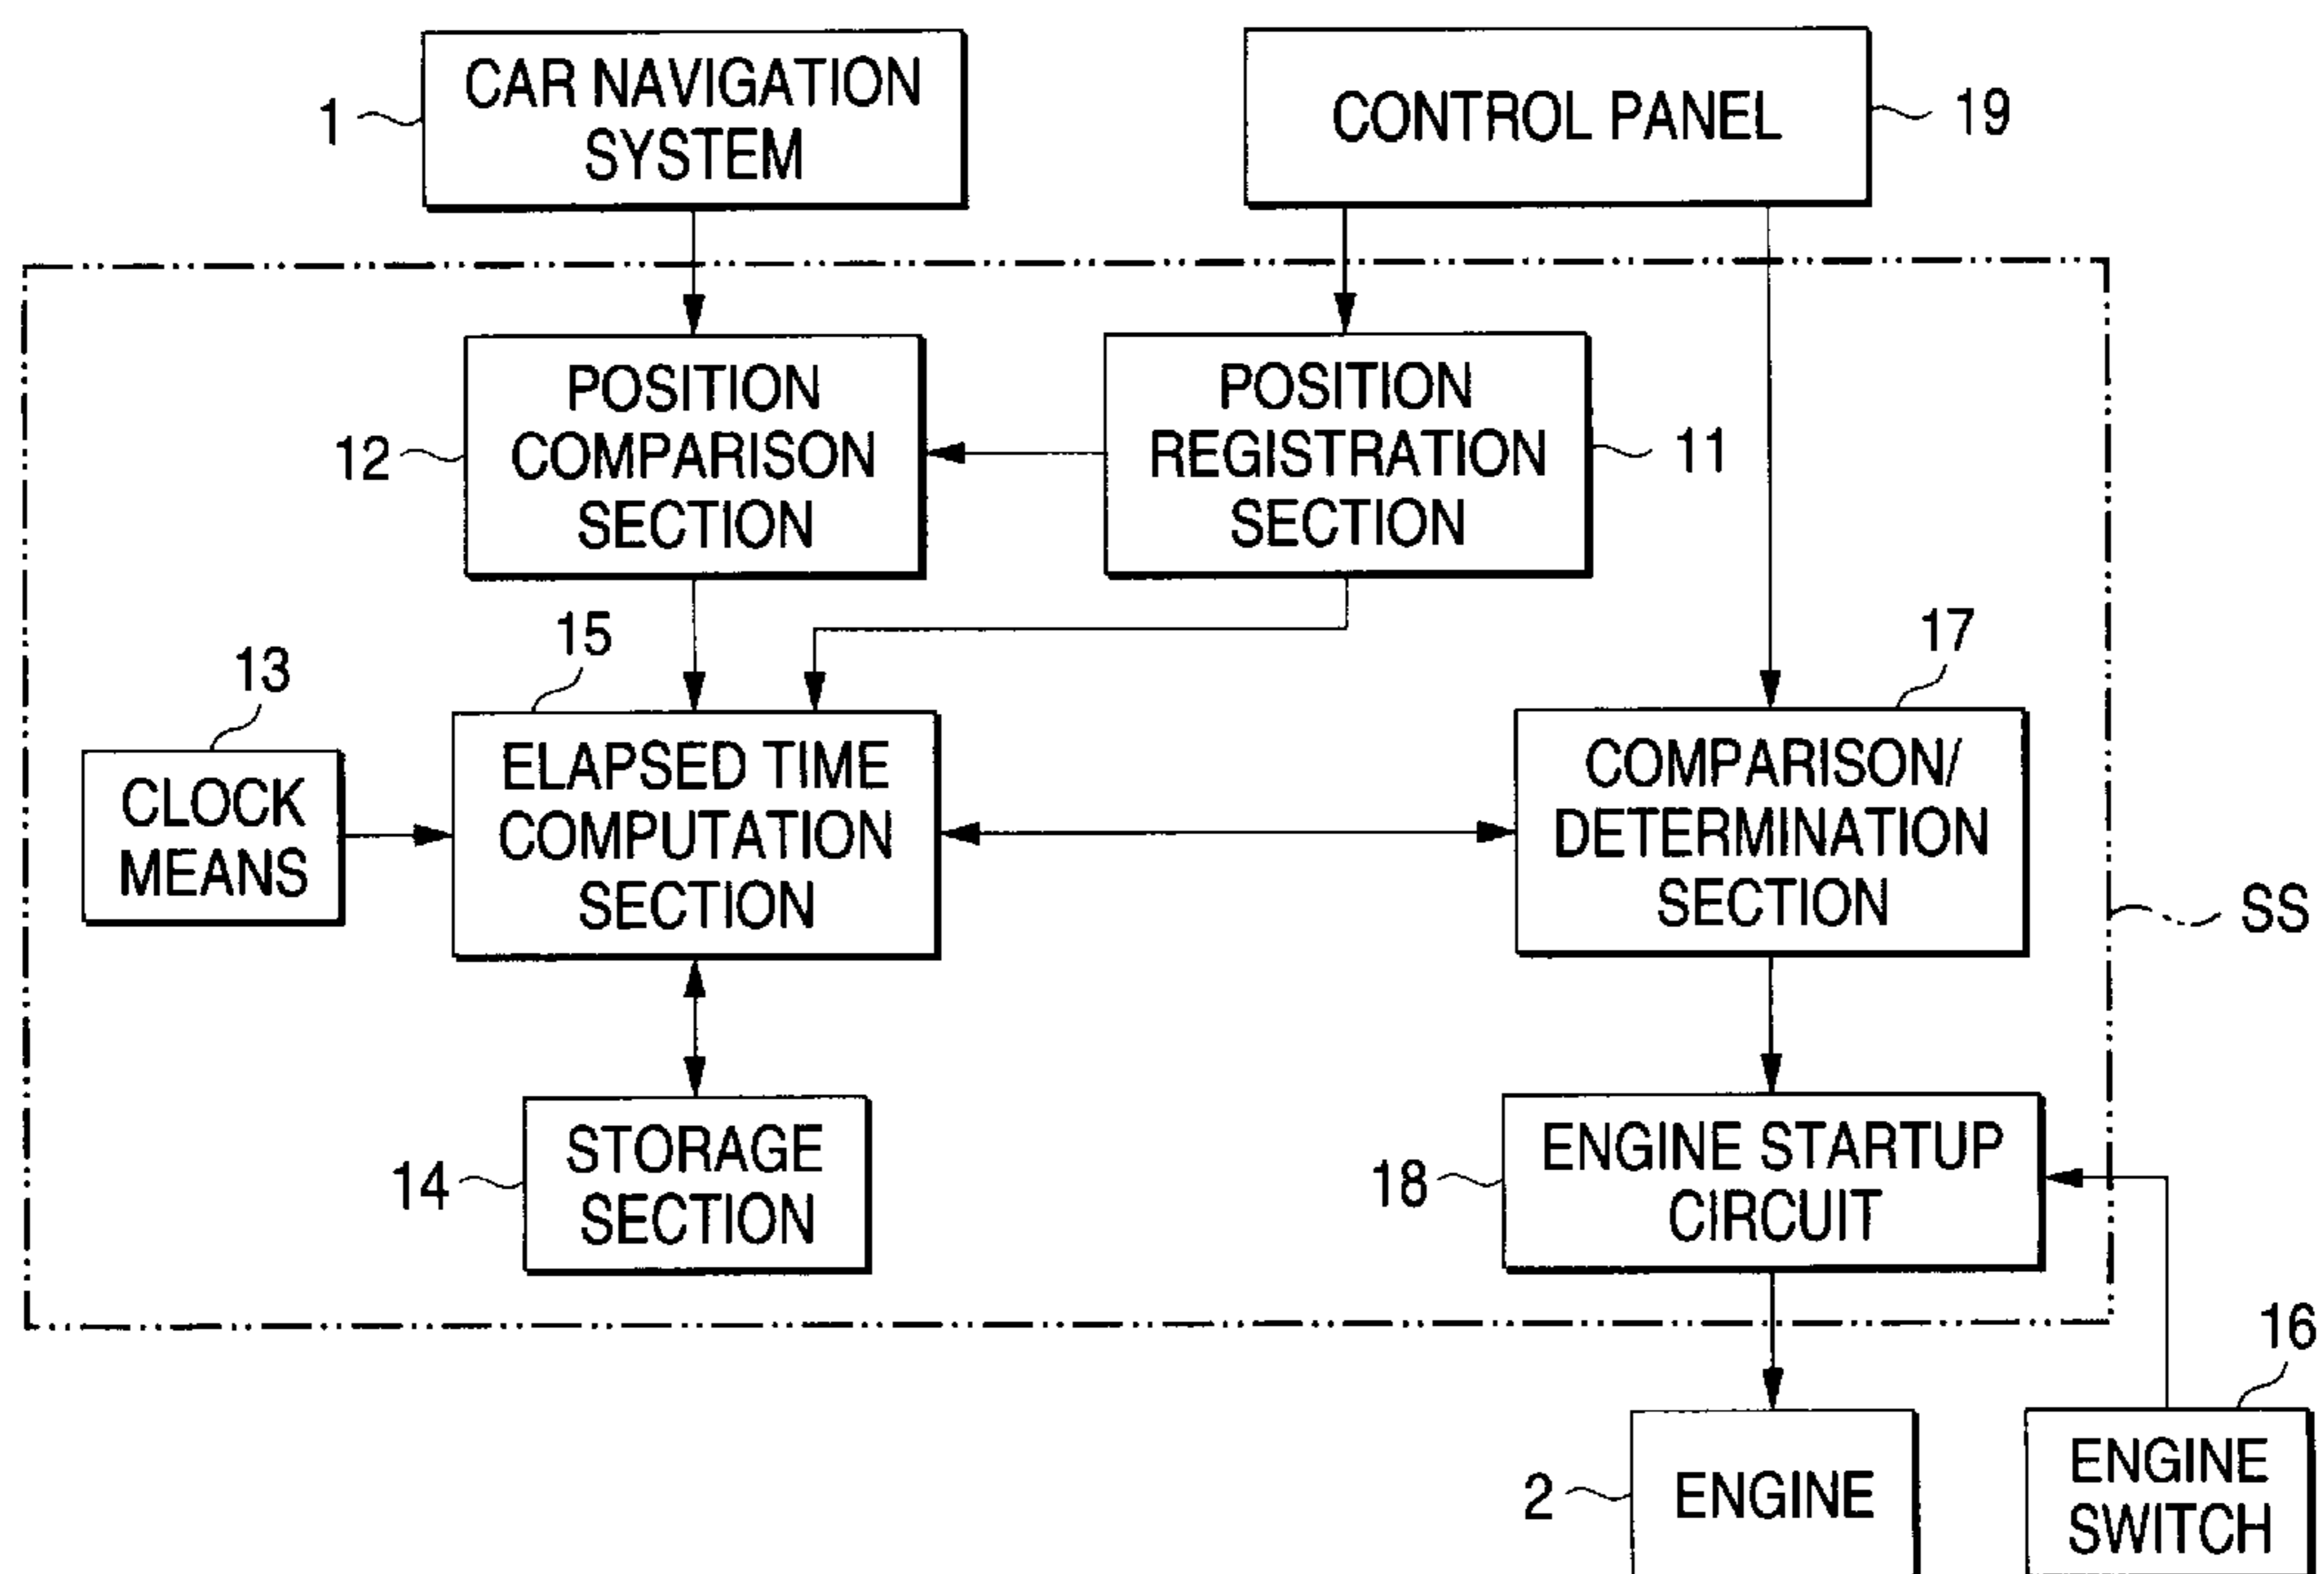 1
CAR NAVIGATION
SYSTEM
CONTROL PANEL
19
12
POSITION
COMPARISON
SECTION
POSITION
REGISTRATION
SECTION
11
13
CLOCK
MEANS
15
ELAPSED TIME
COMPUTATION
SECTION
17
COMPARISON/
DETERMINATION
SECTION
SS
14
STORAGE
SECTION
18
ENGINE STARTUP
CIRCUIT
2
ENGINE
16
ENGINE
SWITCH